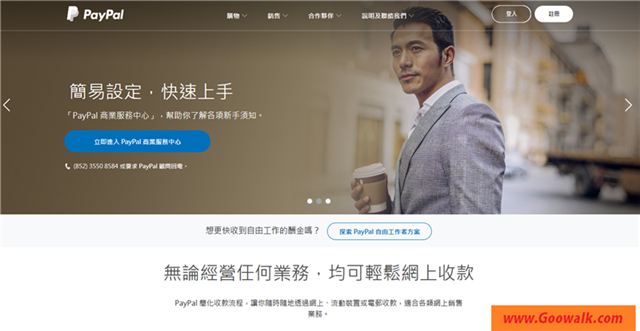 PayPal
購物 銷售 合作夥伴 說明及聯絡我們 登入 註冊
簡易設定，快速上手
「PayPal 商業服務中心」，幫助你了解各項新手須知。
立即進入 PayPal 商業服務中心
(852) 3550 8584 或要求 PayPal 顧問回電。
想更快收到自由工作的酬金嗎？ 探索 PayPal 自由工作者方案
無論經營任何業務，均可輕鬆網上收款
PayPal 簡化收款流程，讓你隨時隨地透過網上、流動裝置或電郵收款，適合各類網上銷售
業務。
www.Goowalk.com